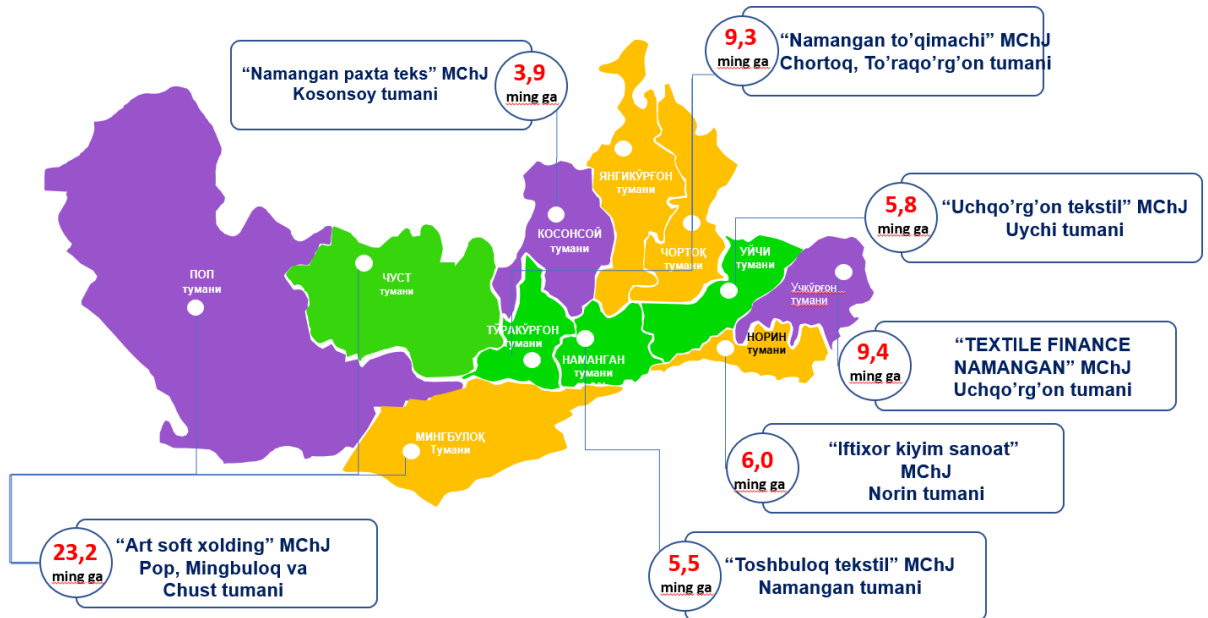 9,3
ming ga
“Namangan to’qimachi” MChJ
Chortoq, To’raqo’rg’on tumani
“Namangan paxta teks” MChJ
Kosonsoy tumani
3,9
ming ga
ЯНГИКЎРҒОН
тумани
5,8
ming ga
“Uchqo’rg’on tekstil” MChJ
Uychi tumani
КОСОНСОЙ
тумани
ЧОРТОҚ
тумани
УЙЧИ
тумани
ПОП
тумани
ЧУСТ
тумани
Учкўрғон
тумани
ТЎРАКЎРҒОН
тумани
НАМАНГАН
тумани
НОРИН
тумани
9,4
ming ga
“TEXTILE FINANCE
NAMANGAN” MChJ
Uchqo’rg’on tumani
МИНГБУЛОҚ
Тумани
6,0
ming ga
“Iftixor kiyim sanoat”
MChJ
Norin tumani
23,2
ming ga
“Art soft xolding” MChJ
Pop, Mingbuloq va
Chust tumani
5,5
ming ga
“Toshbuloq tekstil” MChJ
Namangan tumani